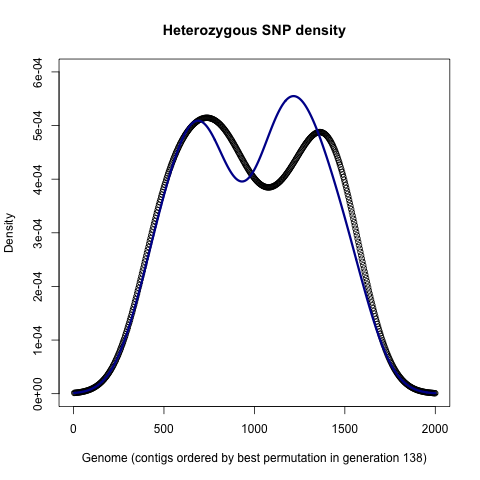 Heterozygous SNP density
Density
6e-04
5e-04
4e-04
3e-04
2e-04
1e-04
0e+00
0 500 1000 1500 2000
Genome (contigs ordered by best permutation in generation 138)